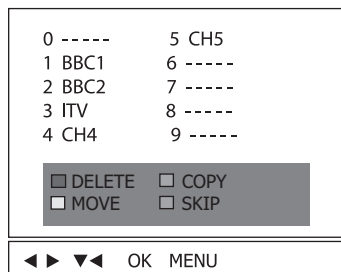 0 ----- 5 CH5
1 BBC1 6 -----
2 BBC2 7 -----
3 ITV 8 -----
4 CH4 9 -----
DELETE COPY
MOVE SKIP
◀ ▶ ▼◀ OK MENU